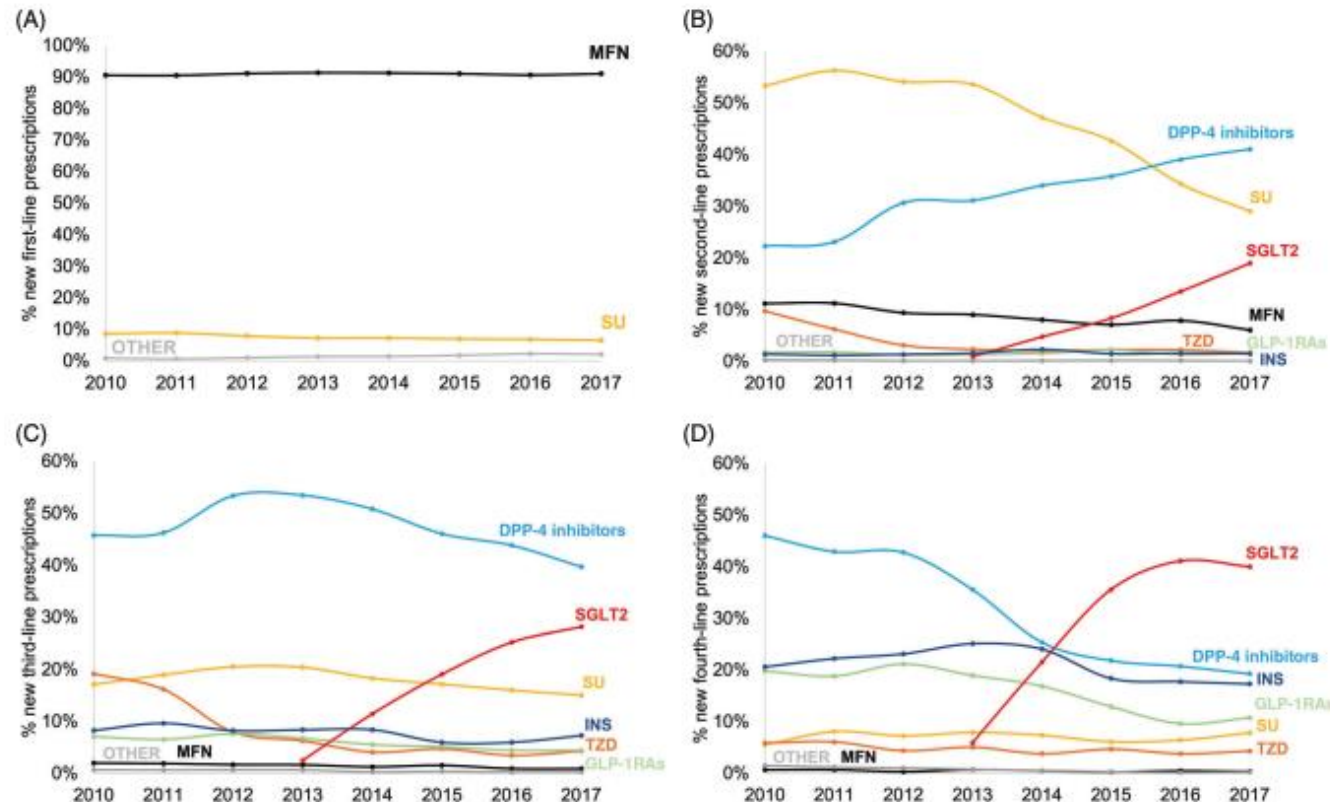 (A)
% new first-line prescriptions
100%
90%
80%
70%
60%
50%
40%
30%
20%
10%
0%
MFN
SU
OTHER
2010 2011 2012 2013 2014 2015 2016 2017
(B)
% new second-line prescriptions
60%
50%
40%
30%
20%
10%
0%
DPP-4 inhibitors
SU
SGLT2
MFN
OTHER
TZD
GLP-1RAs
INS
2010 2011 2012 2013 2014 2015 2016 2017
(C)
% new third-line prescriptions
60%
50%
40%
30%
20%
10%
0%
DPP-4 inhibitors
SGLT2
SU
INS
TZD
OTHER MFN
GLP-1RAs
2010 2011 2012 2013 2014 2015 2016 2017
(D)
% new fourth-line prescriptions
60%
50%
40%
30%
20%
10%
0%
SGLT2
DPP-4 inhibitors
INS
GLP-1RAs
SU
TZD
OTHER MFN
2010 2011 2012 2013 2014 2015 2016 2017